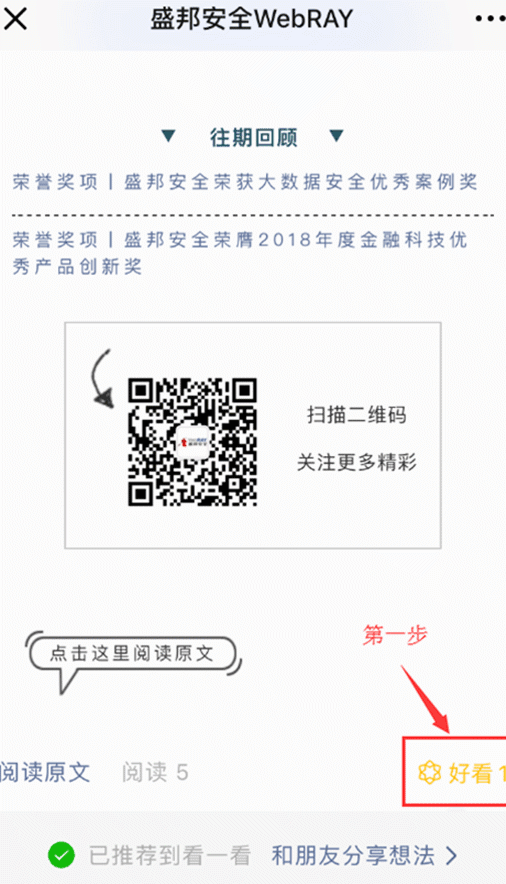 盛邦安全WebRAY
往期回顾
荣誉奖项丨盛邦安全荣获大数据安全优秀案例奖
荣誉奖项丨盛邦安全荣膺2018年度金融科技优
秀产品创新奖
扫描二维码
关注更多精彩
第一步
点击这里阅读原文
阅读原文 阅读 5 好看 1
已推荐到看一看 和朋友分享想法